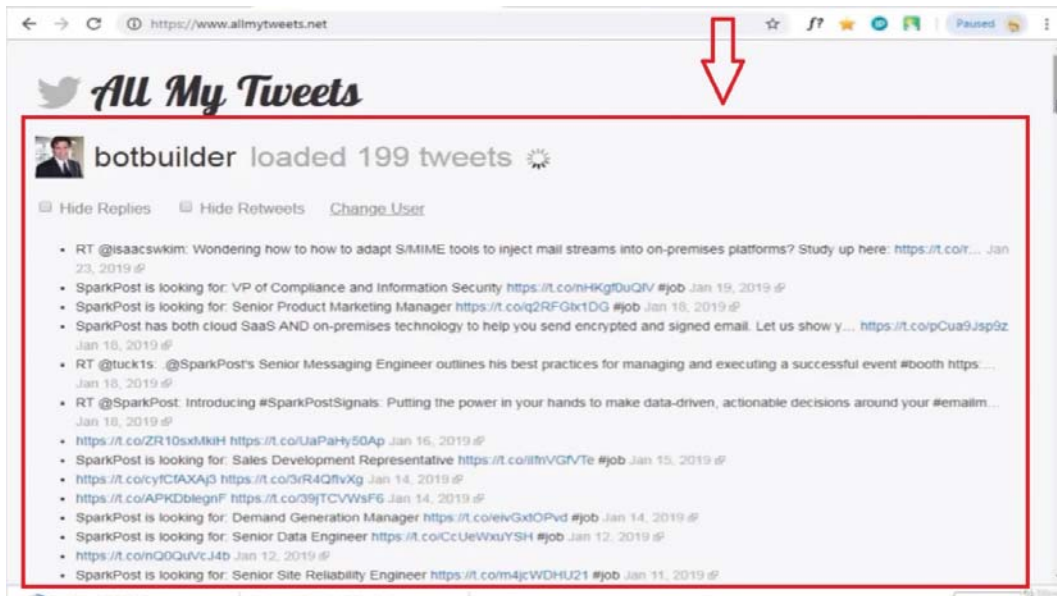 https://www.allmytweets.net
f?
Paused
All My Tweets
botbuilder loaded 199 tweets
Hide Replies Hide Retweets Change User
RT @isaacswkim: Wondering how to how to adapt S/MIME tools to inject mail streams into on-premises platforms? Study up here: https://t.co/r… Jan
23, 2019
SparkPost is looking for: VP of Compliance and Information Security https://t.co/nHKgf0uQlV #job Jan 19, 2019
SparkPost is looking for: Senior Product Marketing Manager https://t.co/q2RFGlx1DG #job Jan 18, 2019
SparkPost has both cloud SaaS AND on-premises technology to help you send encrypted and signed email. Let us show y… https://t.co/pCua9Jsp9z
Jan 18, 2019
RT @tuck1s: .@SparkPost's Senior Messaging Engineer outlines his best practices for managing and executing a successful event #booth https:…
Jan 18, 2019
RT @SparkPost: Introducing #SparkPostSignals: Putting the power in your hands to make data-driven, actionable decisions around your #emailm…
Jan 18, 2019
https://t.co/ZR10sxMkiH https://t.co/UaPaHy50Ap Jan 16, 2019
SparkPost is looking for: Sales Development Representative https://t.co/iIfnVGfVTe #job Jan 15, 2019
https://t.co/cyfCfAXAj3 https://t.co/3rR4QftvXg Jan 14, 2019
https://t.co/APKDblegnF https://t.co/39jTCVWsF6 Jan 14, 2019
SparkPost is looking for: Demand Generation Manager https://t.co/eivGxtOPvd #job Jan 14, 2019
SparkPost is looking for: Senior Data Engineer https://t.co/CcUeWxuYSH #job Jan 12, 2019
https://t.co/nQ0QuVcJ4b Jan 12, 2019
SparkPost is looking for: Senior Site Reliability Engineer https://t.co/m4jcWDHU21 #job Jan 11, 2019